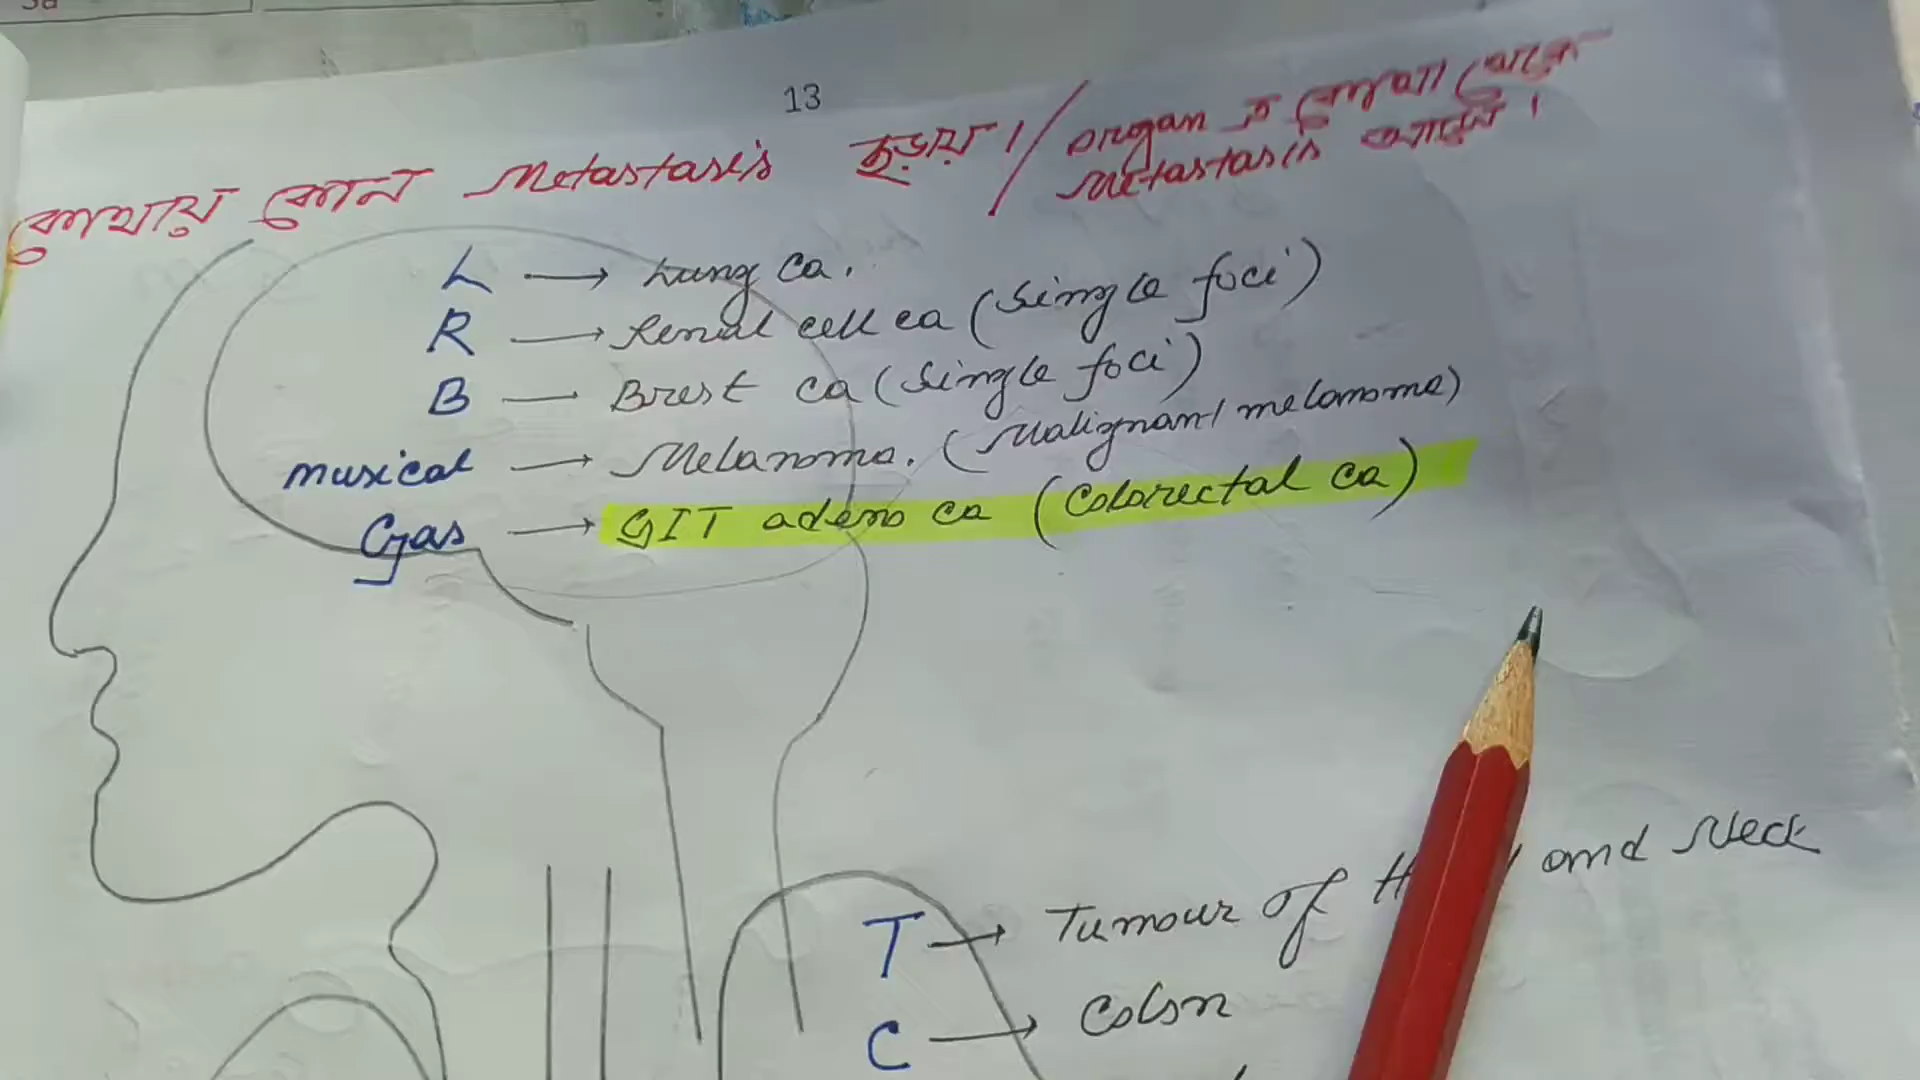 13
কোথায় কোন Metastasis ছড়ায়। / organ এ কোথা থেকে
Metastasis আসে।
L → Lung ca.
R → Renal cell ca (Single foci)
B — Brest ca (Single foci)
musical → Melanoma. (Malignant melanoma)
Gas → GIT adeno ca (Colorectal ca)
T → Tumour of and Neck
C → Colon